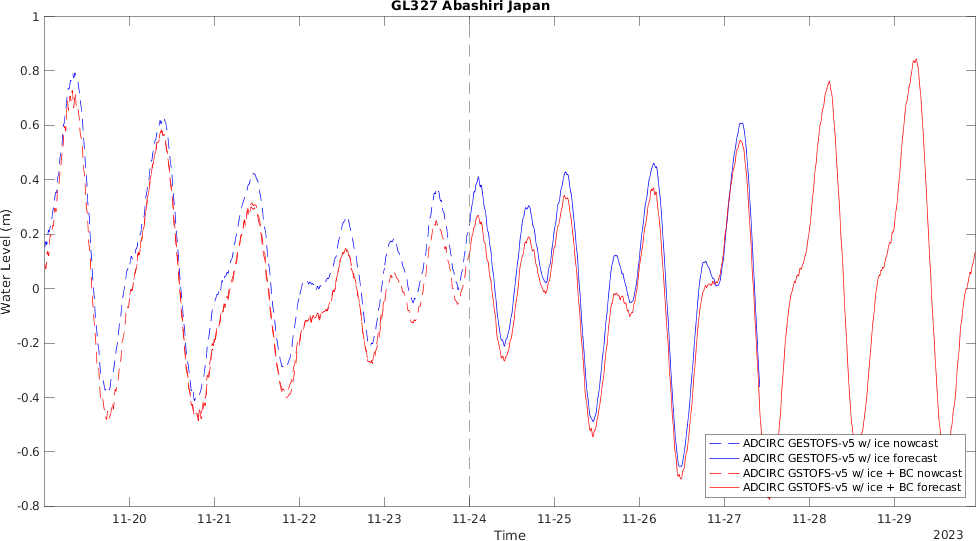 GL327 Abashiri Japan
1
0.8
0.6
0.4
0.2
0
-0.2
-0.4
-0.6
-0.8
Water Level (m)
ADCIRC GESTOFS-v5 w/ ice nowcast
ADCIRC GESTOFS-v5 w/ ice forecast
ADCIRC GSTOFS-v5 w/ ice + BC nowcast
ADCIRC GSTOFS-v5 w/ ice + BC forecast
11-20 11-21 11-22 11-23 11-24 11-25 11-26 11-27 11-28 11-29
Time
2023